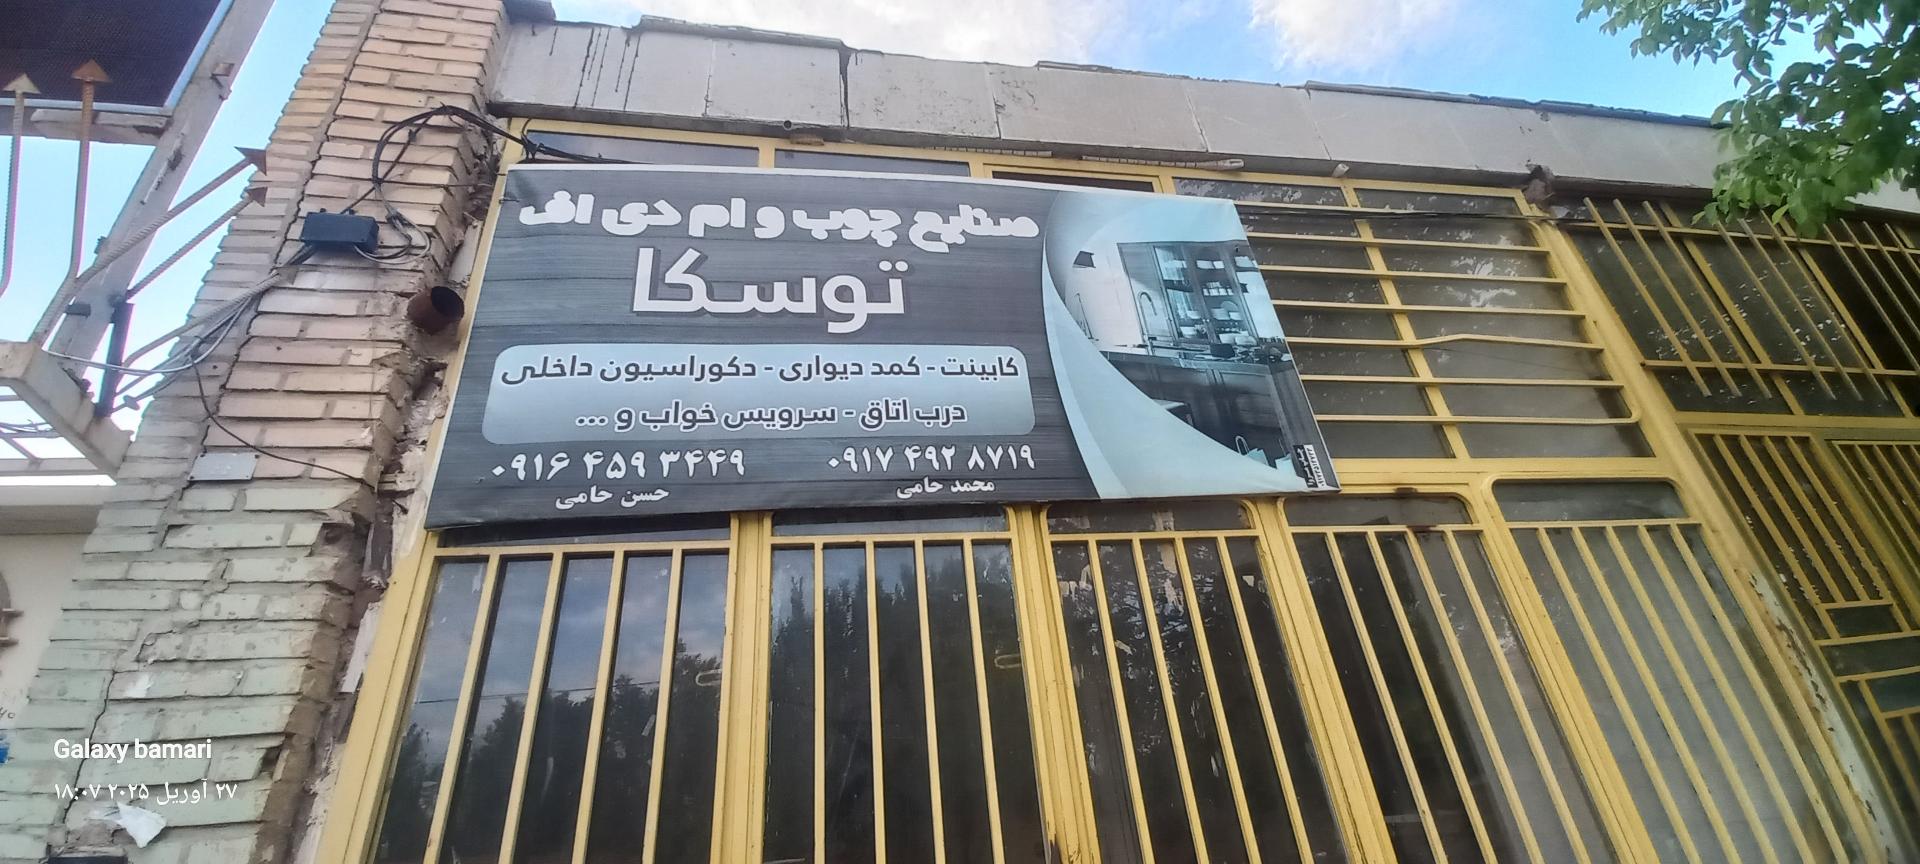 صنایع چوب و ام دی اف
توسکا
کابینت - کمد دیواری - دکوراسیون داخلی
درب اتاق - سرویس خواب و ...
۰۹۱۷ ۴۹۲ ۸۷۱۹
محمد حامی
۰۹۱۶ ۴۵۹ ۳۴۴۹
حسن حامی
Galaxy bamari
۲۷ آوریل ۲۰۲۵ ۱۸:۰۷